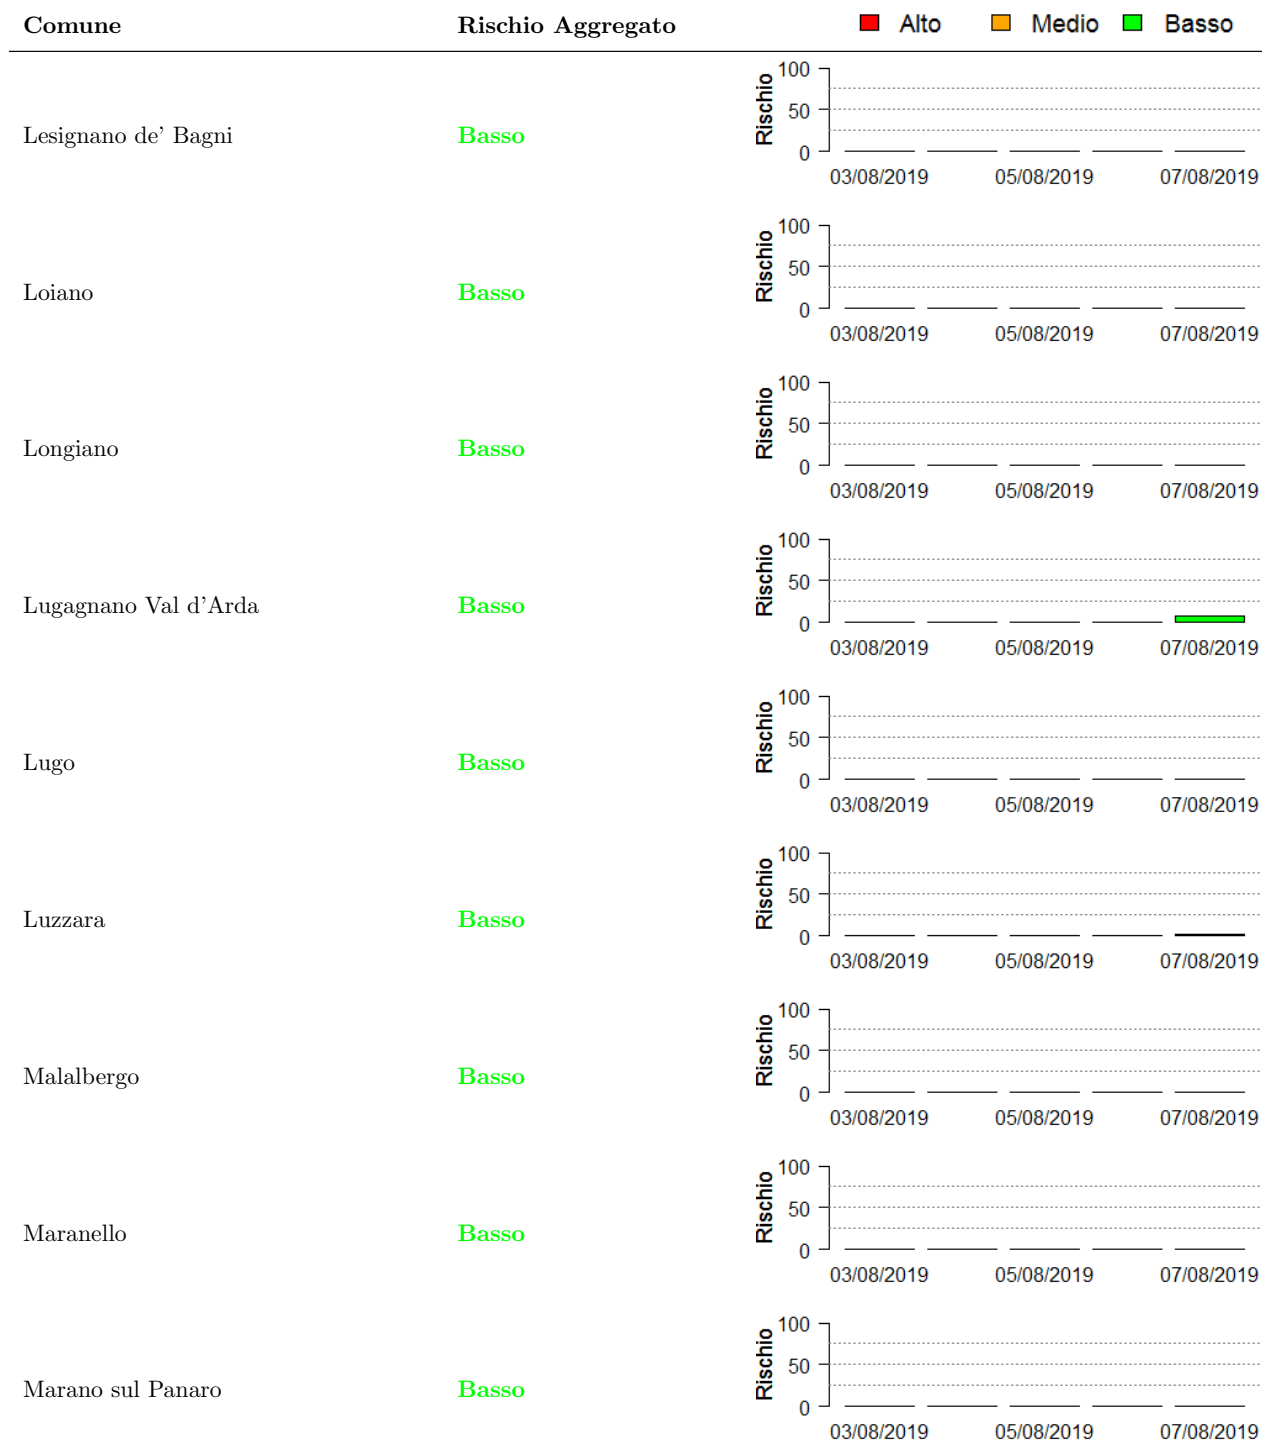 Comune Rischio Aggregato Alto Medio Basso
Lesignano de' Bagni Basso Rischio 100 50 0
03/08/2019 05/08/2019 07/08/2019
Loiano Basso Rischio 100 50 0
03/08/2019 05/08/2019 07/08/2019
Longiano Basso Rischio 100 50 0
03/08/2019 05/08/2019 07/08/2019
Lugagnano Val d'Arda Basso Rischio 100 50 0
03/08/2019 05/08/2019 07/08/2019
Lugo Basso Rischio 100 50 0
03/08/2019 05/08/2019 07/08/2019
Luzzara Basso Rischio 100 50 0
03/08/2019 05/08/2019 07/08/2019
Malalbergo Basso Rischio 100 50 0
03/08/2019 05/08/2019 07/08/2019
Maranello Basso Rischio 100 50 0
03/08/2019 05/08/2019 07/08/2019
Marano sul Panaro Basso Rischio 100 50 0
03/08/2019 05/08/2019 07/08/2019